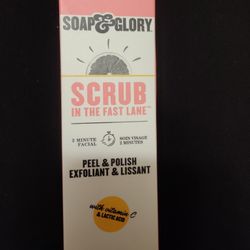 SOAP & GLORY™
SCRUB
IN THE FAST LANE™
2 MINUTE FACIAL
SOIN VISAGE 2 MINUTES
PEEL & POLISH
EXFOLIANT & LISSANT
with vitamin C
& LACTIC ACID